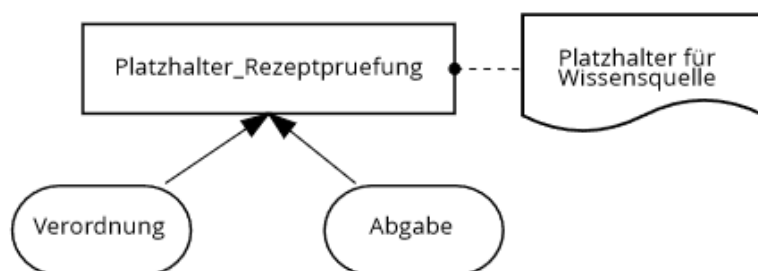 Platzhalter_Rezeptpruefung
Platzhalter für
Wissensquelle
Verordnung
Abgabe